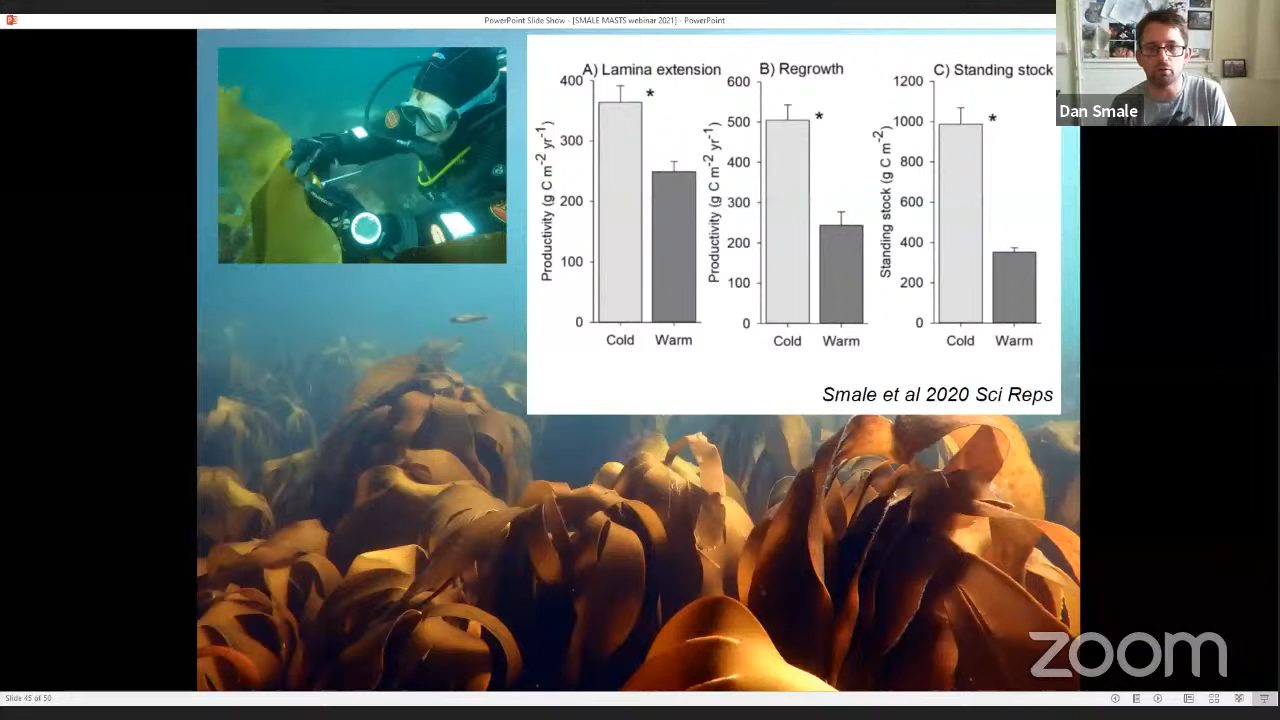 PowerPoint Slide Show - [SMALE MASTS webinar 2021] - PowerPoint
Dan Smale
A) Lamina extension
Productivity (g C m-2 yr-1)
400
300
200
100
0
*
Cold Warm
B) Regrowth
Productivity (g C m-2 yr-1)
600
500
400
300
200
100
0
*
Cold Warm
C) Standing stock
Standing stock (g C m-2)
1200
1000
800
600
400
200
0
*
Cold Warm
Smale et al 2020 Sci Reps
zoom
Slide 45 of 50